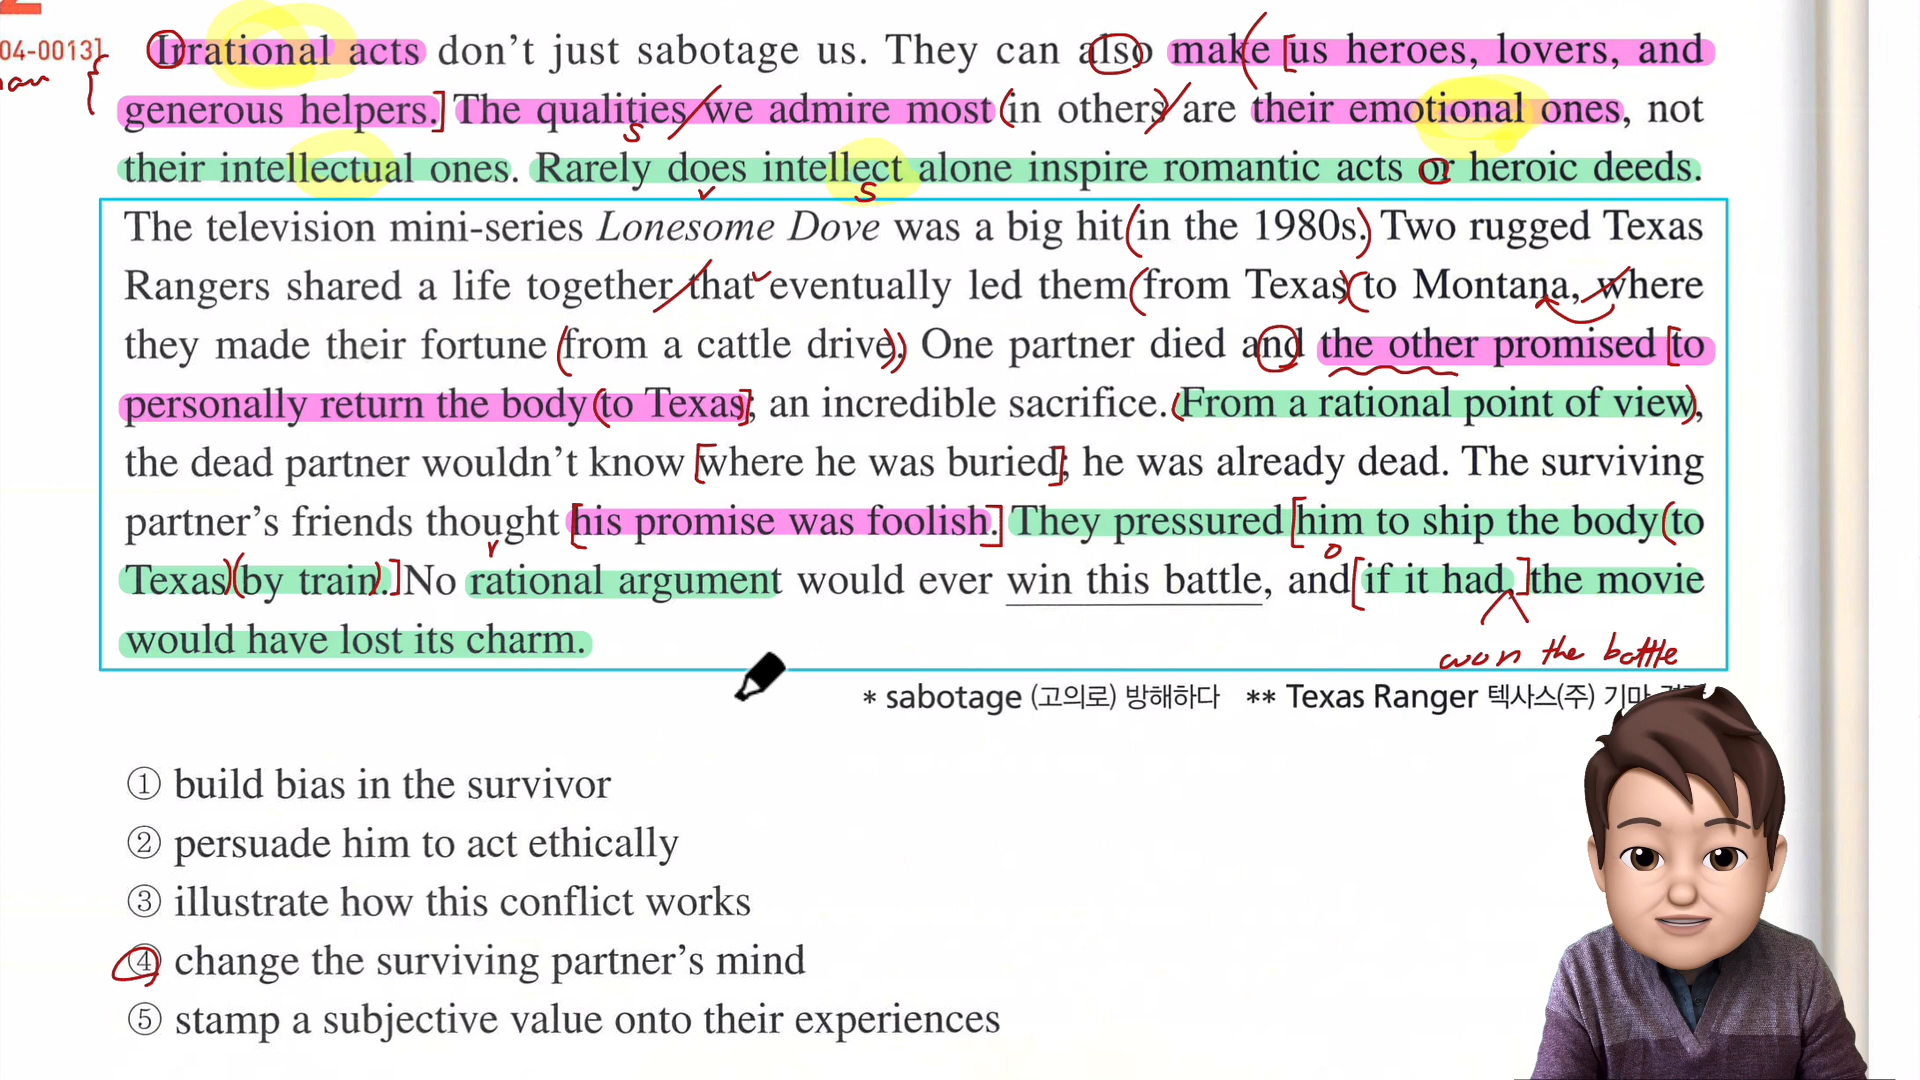 04-0013]
Irrational acts don't just sabotage us. They can also make [us heroes, lovers, and
generous helpers.] The qualities / we admire most (in others) / are their emotional ones, not
s
their intellectual ones. Rarely does intellect alone inspire romantic acts or heroic deeds.
v s
The television mini-series Lonesome Dove was a big hit (in the 1980s.) Two rugged Texas
Rangers shared a life together / that eventually led them (from Texas) (to Montana, / where
they made their fortune (from a cattle drive.) One partner died and the other promised [to
personally return the body (to Texas)]; an incredible sacrifice. (From a rational point of view),
the dead partner wouldn't know [where he was buried]; he was already dead. The surviving
partner's friends thought [his promise was foolish.] They pressured [him to ship the body (to
v o
Texas) (by train).] No rational argument would ever win this battle, and [if it had,] the movie
would have lost its charm.
won the battle
* sabotage (고의로) 방해하다 ** Texas Ranger 텍사스(주) 기마
① build bias in the survivor
② persuade him to act ethically
③ illustrate how this conflict works
④ change the surviving partner's mind
⑤ stamp a subjective value onto their experiences